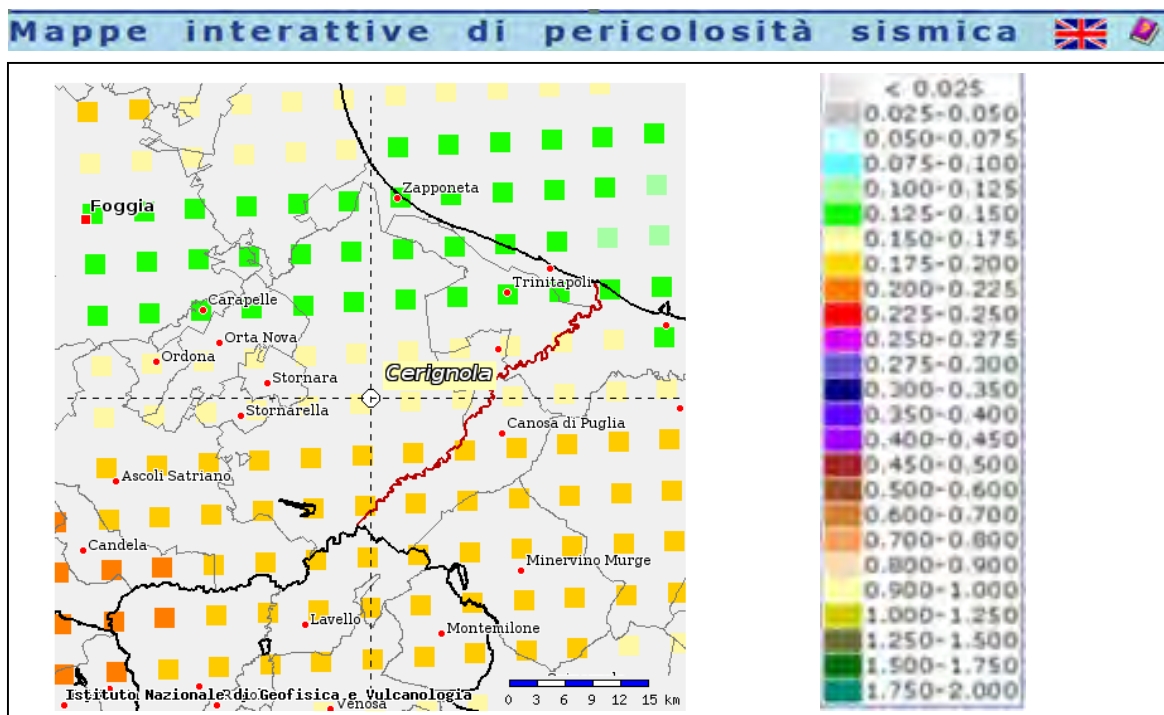 Mappe interattive di pericolosità sismica
Zapponeta
Foggia
Trinitapoli
Carapelle
Orta Nova
Ordona
Cerignola
Stornara
Stornarella
Canosa di Puglia
Ascoli Satriano
Candela
Minervino Murge
Lavello
Montemilone
Istituto Nazionale di Geofisica e Vulcanologia
Venosa
0 3 6 9 12 15 km
< 0.025
0.025-0.050
0.050-0.075
0.075-0.100
0.100-0.125
0.125-0.150
0.150-0.175
0.175-0.200
0.200-0.225
0.225-0.250
0.250-0.275
0.275-0.300
0.300-0.350
0.350-0.400
0.400-0.450
0.450-0.500
0.500-0.600
0.600-0.700
0.700-0.800
0.800-0.900
0.900-1.000
1.000-1.250
1.250-1.500
1.500-1.750
1.750-2.000